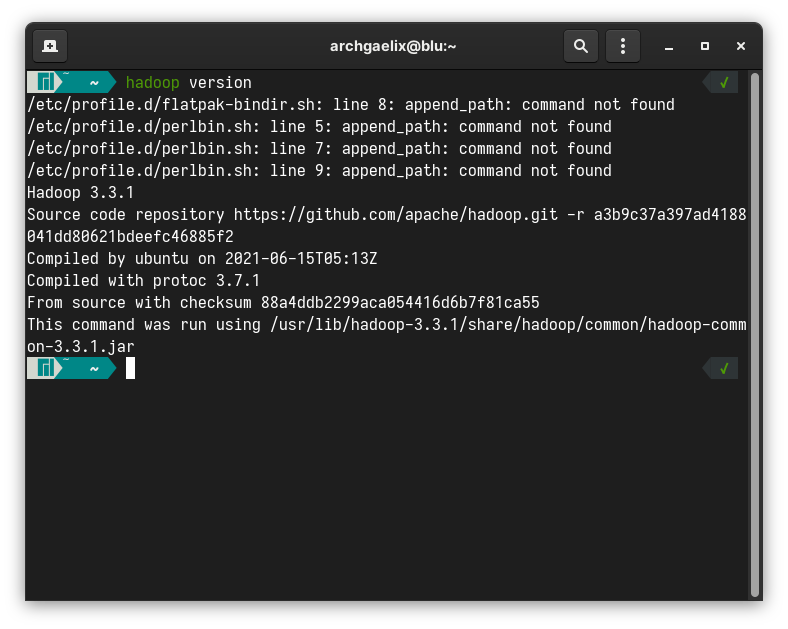 archgaelix@blu:~
~ hadoop version √
/etc/profile.d/flatpak-bindir.sh: line 8: append_path: command not found
/etc/profile.d/perlbin.sh: line 5: append_path: command not found
/etc/profile.d/perlbin.sh: line 7: append_path: command not found
/etc/profile.d/perlbin.sh: line 9: append_path: command not found
Hadoop 3.3.1
Source code repository https://github.com/apache/hadoop.git -r a3b9c37a397ad4188
041dd80621bdeefc46885f2
Compiled by ubuntu on 2021-06-15T05:13Z
Compiled with protoc 3.7.1
From source with checksum 88a4ddb2299aca054416d6b7f81ca55
This command was run using /usr/lib/hadoop-3.3.1/share/hadoop/common/hadoop-comm
on-3.3.1.jar
~ √